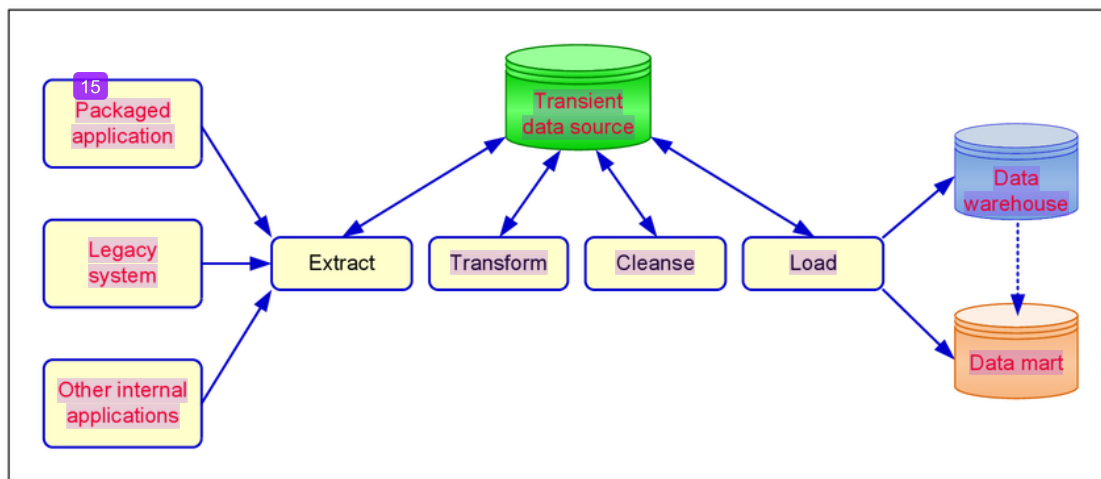 15
Packaged
application
Transient
data source
Data
warehouse
Legacy
system
Extract
Transform
Cleanse
Load
Data mart
Other internal
applications